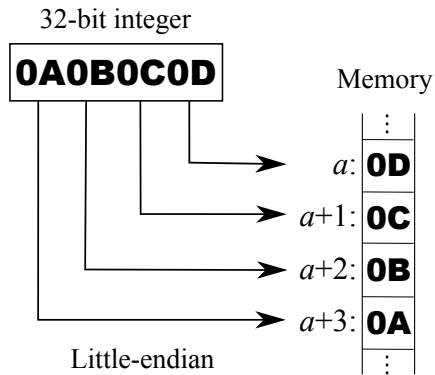 32-bit integer
0A0B0C0D
Memory
⋮
a: 0D
a+1: 0C
a+2: 0B
a+3: 0A
⋮
Little-endian